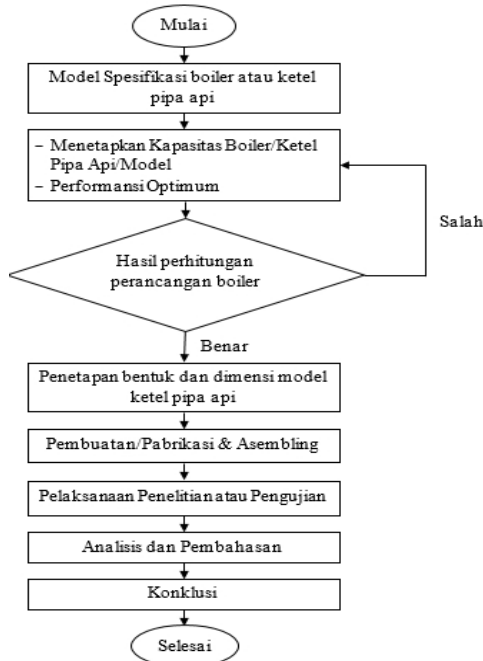 Mulai
Model Spesifikasi boiler atau ketel
pipa api
– Menetapkan Kapasitas Boiler/Ketel
Pipa Api/Model
– Performansi Optimum
Salah
Hasil perhitungan
perancangan boiler
Benar
Penetapan bentuk dan dimensi model
ketel pipa api
Pembuatan/Pabrikasi & Asembling
Pelaksanaan Penelitian atau Pengujian
Analisis dan Pembahasan
Konklusi
Selesai